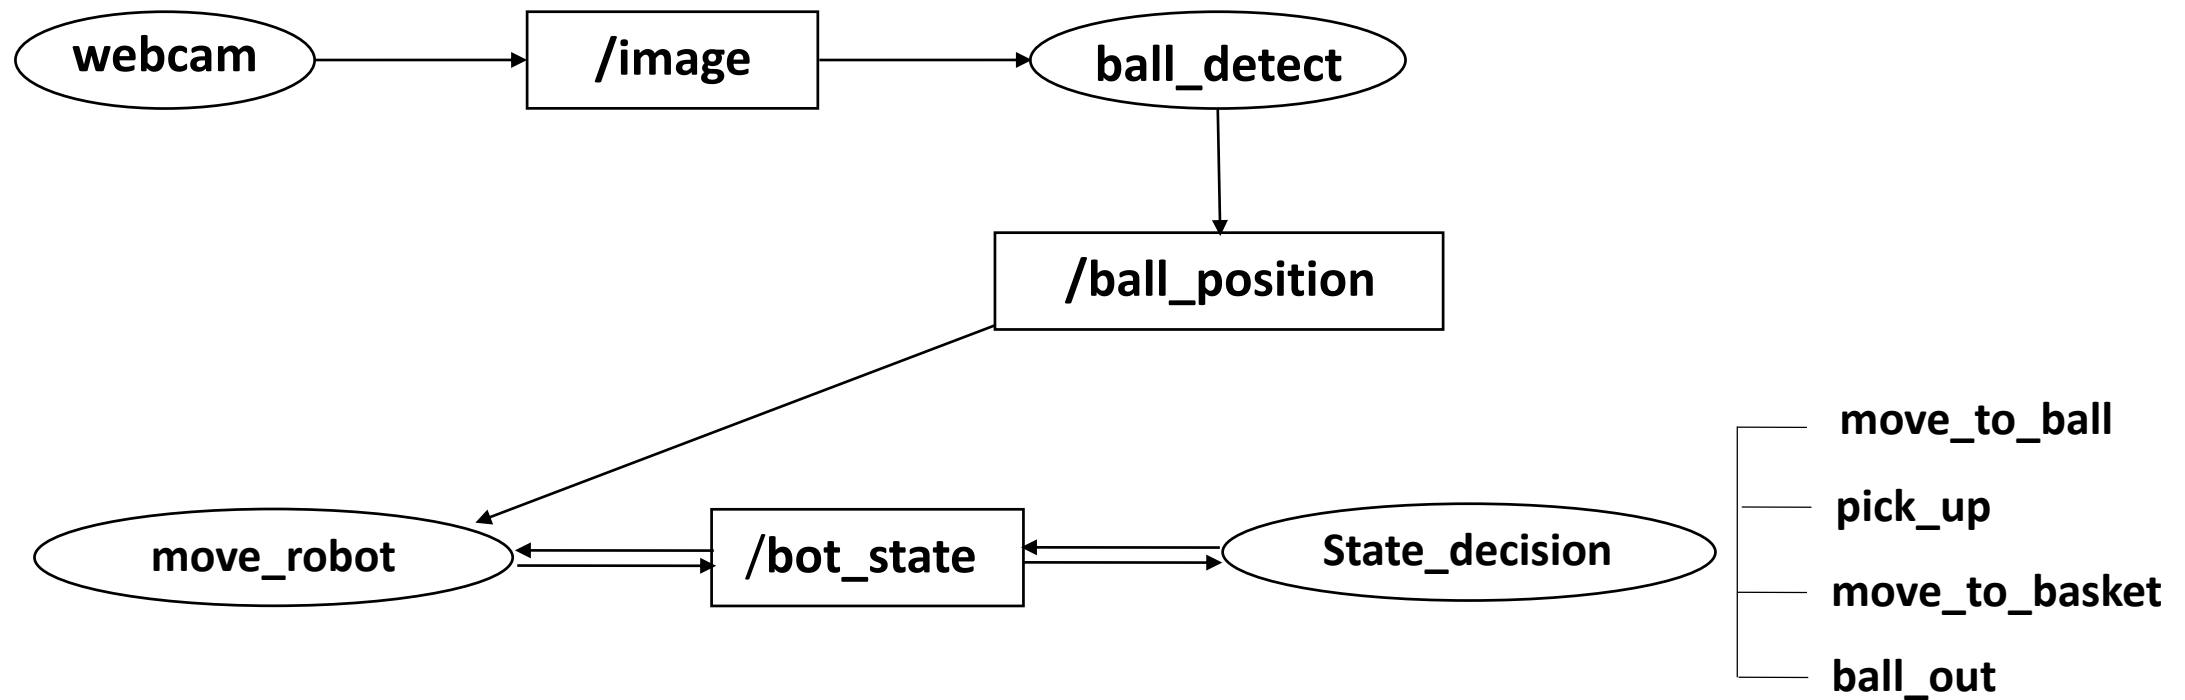 webcam
/image
ball_detect
/ball_position
move_robot
/bot_state
State_decision
move_to_ball
pick_up
move_to_basket
ball_out